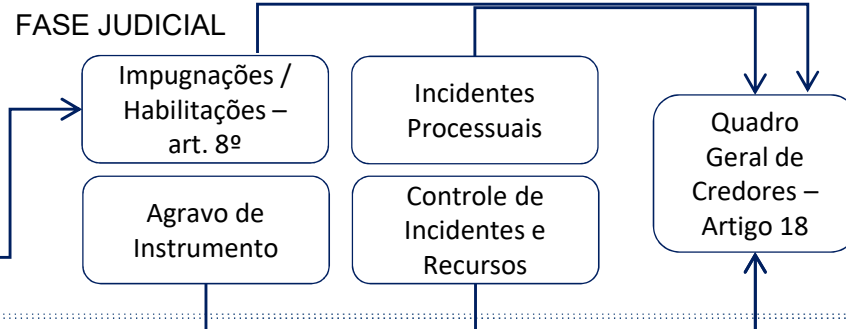 FASE JUDICIAL
Impugnações /
Habilitações –
art. 8º
Incidentes
Processuais
Quadro
Geral de
Credores –
Artigo 18
Agravo de
Instrumento
Controle de
Incidentes e
Recursos